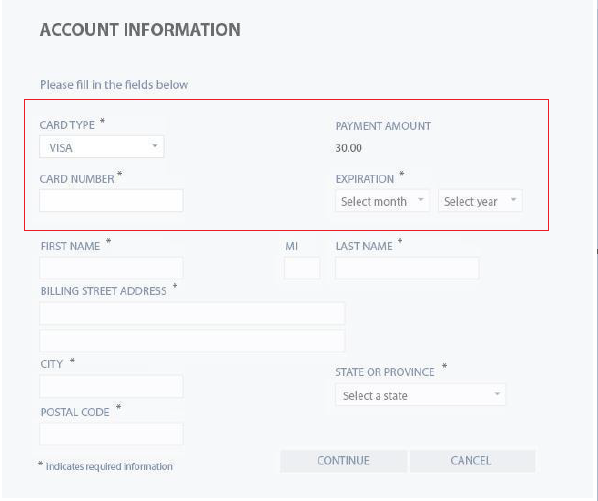 ACCOUNT INFORMATION
Please fill in the fields below
CARD TYPE *
PAYMENT AMOUNT
VISA
30.00
CARD NUMBER *
EXPIRATION *
Select month
Select year
FIRST NAME *
MI
LAST NAME *
BILLING STREET ADDRESS *
CITY *
STATE OR PROVINCE *
Select a state
POSTAL CODE *
* Indicates required information
CONTINUE
CANCEL